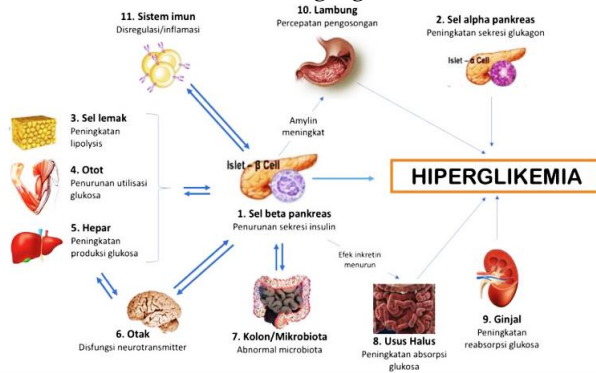 11. Sistem imun
Disregulasi/inflamasi
10. Lambung
Percepatan pengosongan
2. Sel alpha pankreas
Peningkatan sekresi glukagon
Islet – α Cell
3. Sel lemak
Peningkatan
lipolysis
4. Otot
Penurunan utilisasi
glukosa
5. Hepar
Peningkatan
produksi glukosa
Amylin
meningkat
Islet – β Cell
1. Sel beta pankreas
Penurunan sekresi insulin
HIPERGLIKEMIA
Efek inkretin
menurun
6. Otak
Disfungsi neurotransmitter
7. Kolon/Mikrobiota
Abnormal microbiota
8. Usus Halus
Peningkatan absorpsi
glukosa
9. Ginjal
Peningkatan
reabsorpsi glukosa